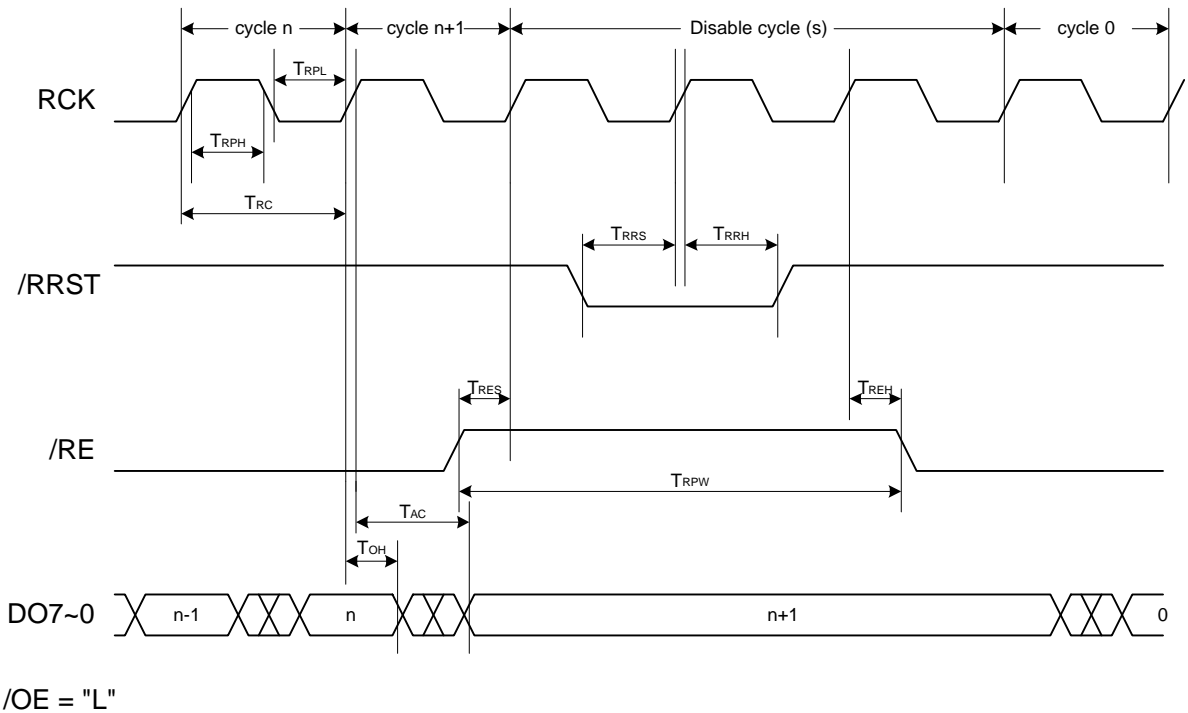 cycle n cycle n+1 Disable cycle (s) cycle 0
TRPL
RCK
TRPH
TRC
TRRS TRRH
/RRST
TRES TREH
/RE
TRPW
TAC
TOH
DO7~0 n-1 n n+1 0
/OE = "L"